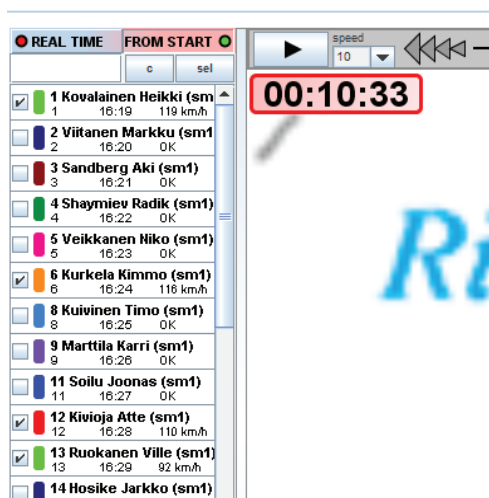 REAL TIME FROM START
speed
10
c sel
00:10:33
1 Kovalainen Heikki (sm
1 16:19 119 km/h
2 Viitanen Markku (sm1
2 16:20 OK
3 Sandberg Aki (sm1)
3 16:21 OK
4 Shaymiev Radik (sm1)
4 16:22 OK
5 Veikkanen Niko (sm1)
5 16:23 OK
6 Kurkela Kimmo (sm1)
6 16:24 116 km/h
8 Kuivinen Timo (sm1)
8 16:25 OK
9 Marttila Karri (sm1)
9 16:26 OK
11 Soilu Joonas (sm1)
11 16:27 OK
12 Kivioja Atte (sm1)
12 16:28 110 km/h
13 Ruokanen Ville (sm1)
13 16:29 92 km/h
14 Hosike Jarkko (sm1)
Ri